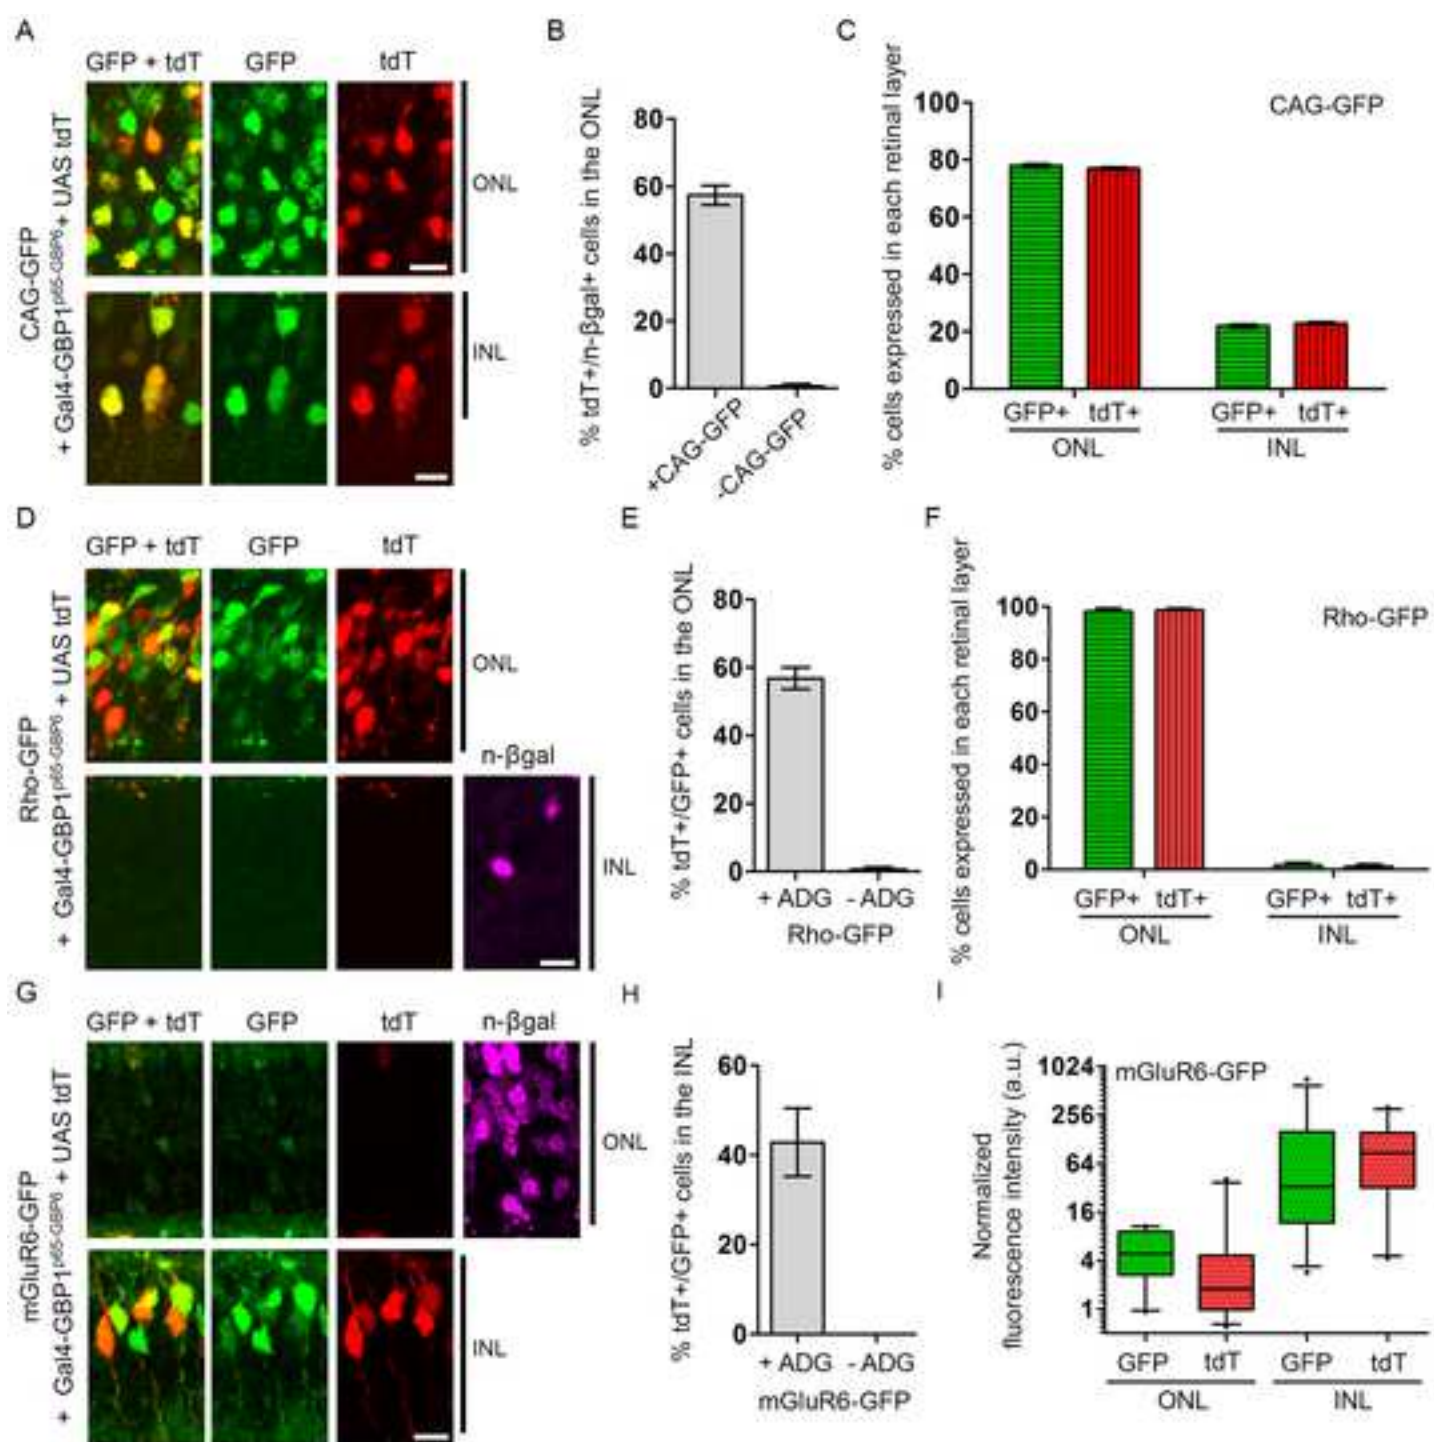 A
GFP + tdT GFP tdT
CAG-GFP
+ Gal4-GBP1p65-GBP6 + UAS tdT
ONL
INL
B
% tdT+/n-βgal+ cells in the ONL
80
60
40
20
0
+CAG-GFP
-CAG-GFP
C
% cells expressed in each retinal layer
CAG-GFP
100
80
60
40
20
0
GFP+ tdT+ GFP+ tdT+
ONL INL
D
GFP + tdT GFP tdT
Rho-GFP
+ Gal4-GBP1p65-GBP6 + UAS tdT
ONL
n-βgal
INL
E
% tdT+/GFP+ cells in the ONL
80
60
40
20
0
+ ADG - ADG
Rho-GFP
F
% cells expressed in each retinal layer
Rho-GFP
100
80
60
40
20
0
GFP+ tdT+ GFP+ tdT+
ONL INL
G
GFP + tdT GFP tdT n-βgal
mGluR6-GFP
+ Gal4-GBP1p65-GBP6 + UAS tdT
ONL
INL
H
% tdT+/GFP+ cells in the INL
60
40
20
0
+ ADG - ADG
mGluR6-GFP
I
Normalized
fluorescence intensity (a.u.)
mGluR6-GFP
1024
256
64
16
4
1
GFP tdT GFP tdT
ONL INL